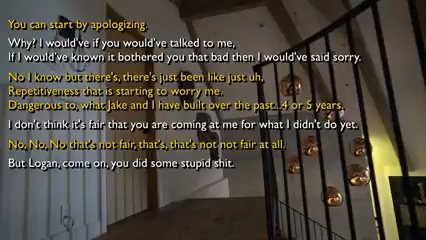 You can start by apologizing.
Why? I would've if you would've talked to me,
If I would've known it bothered you that bad then I would've said sorry.
No I know but there's, there's just been like just uh,
Repetitiveness that is starting to worry me.
Dangerous to, what Jake and I have built over the past...4 or 5 years.
I don't think it's fair that you are coming at me for what I didn't do yet.
No, No, No that's not fair, that's, that's not not fair at all.
But Logan, come on, you did some stupid shit.